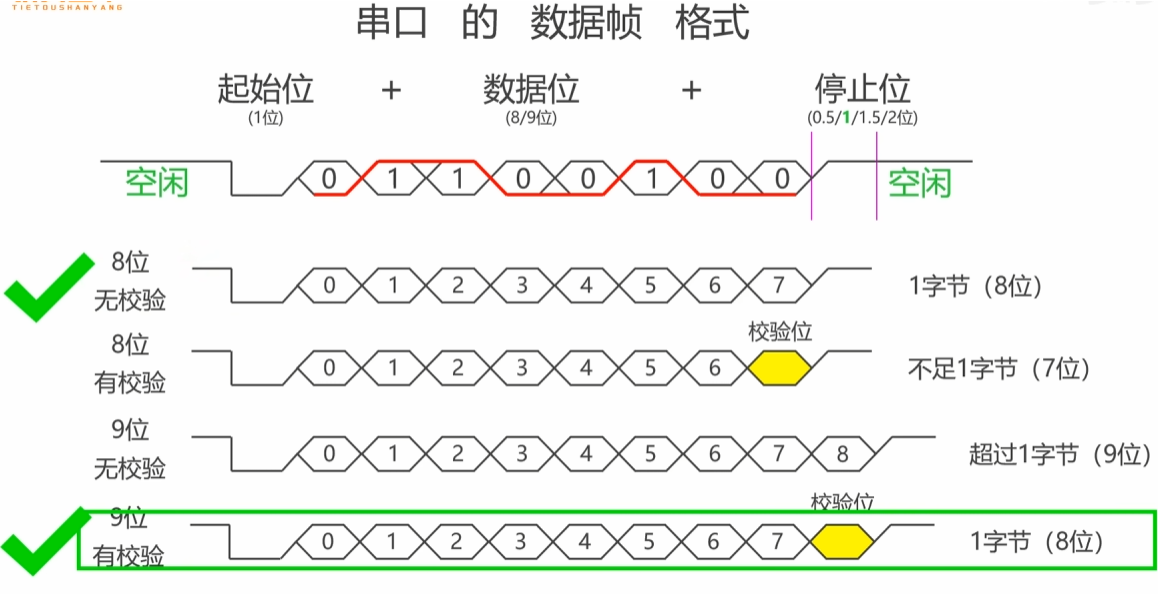 TIETOUSHANYANG
串口 的 数据帧 格式
起始位 + 数据位 + 停止位
(1位) (8/9位) (0.5/1/1.5/2位)
空闲 0 1 1 0 0 1 0 0 空闲
8位
无校验
0 1 2 3 4 5 6 7
1字节（8位）
校验位
8位
有校验
0 1 2 3 4 5 6
不足1字节（7位）
9位
无校验
0 1 2 3 4 5 6 7 8
超过1字节（9位）
校验位
9位
有校验
0 1 2 3 4 5 6 7
1字节（8位）